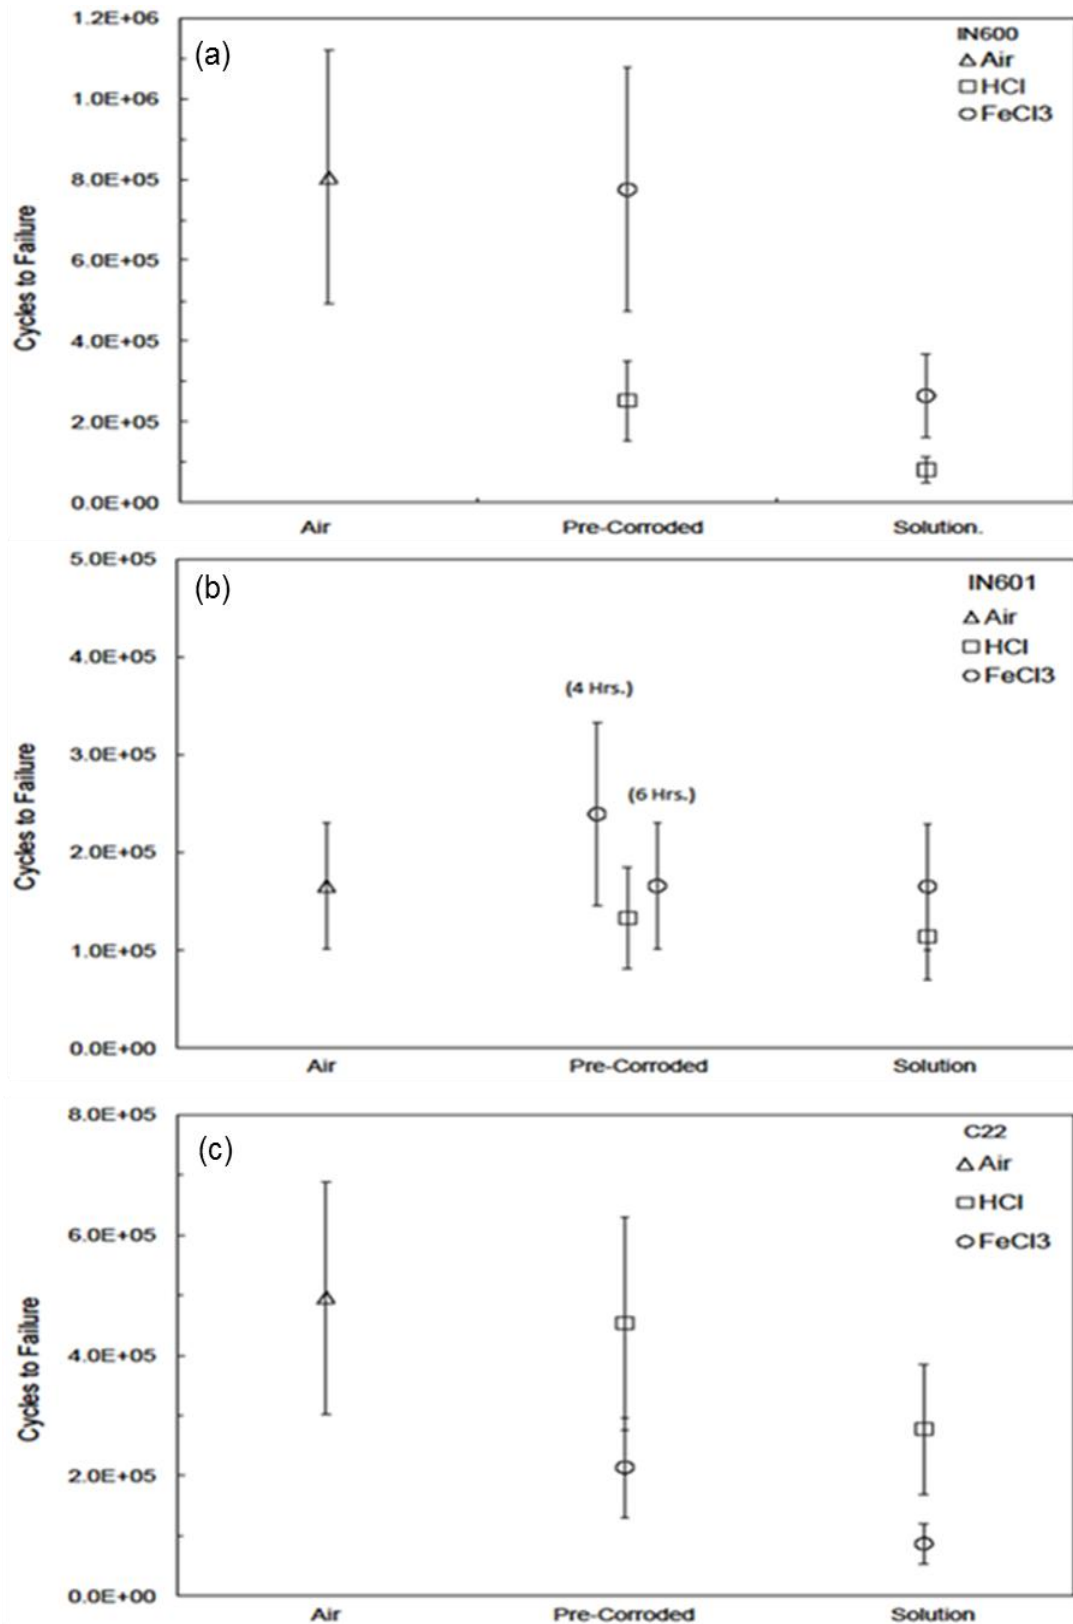 (a)
IN600
Air
HCl
FeCl3
1.2E+06
1.0E+06
8.0E+05
6.0E+05
4.0E+05
2.0E+05
0.0E+00
Cycles to Failure
Air Pre-Corroded Solution.
(b)
IN601
Air
HCl
FeCl3
5.0E+05
4.0E+05
3.0E+05
2.0E+05
1.0E+05
0.0E+00
Cycles to Failure
(4 Hrs.)
(6 Hrs.)
Air Pre-Corroded Solution
(c)
C22
Air
HCl
FeCl3
8.0E+05
6.0E+05
4.0E+05
2.0E+05
0.0E+00
Cycles to Failure
Air Pre-Corroded Solution